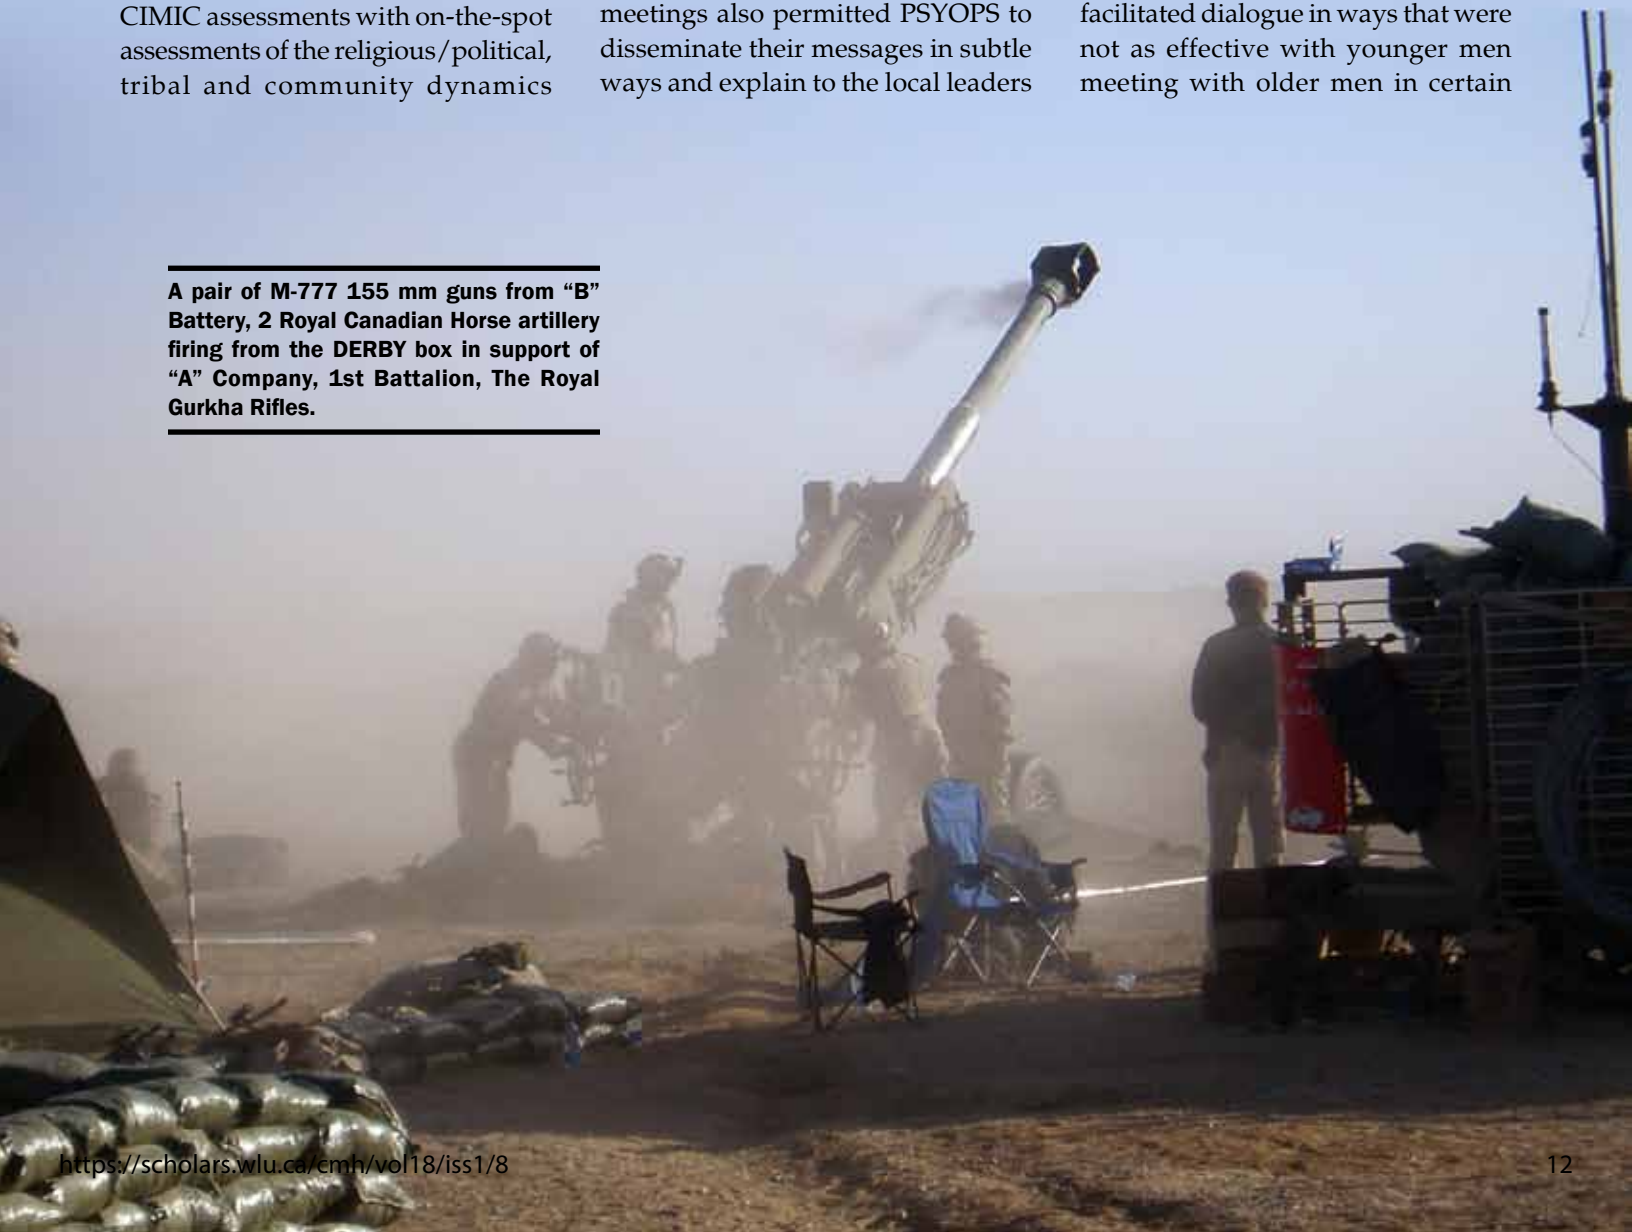 CIMIC assessments with on-the-spot
assessments of the religious/political,
tribal and community dynamics
meetings also permitted PSYOPS to
disseminate their messages in subtle
ways and explain to the local leaders
facilitated dialogue in ways that were
not as effective with younger men
meeting with older men in certain
A pair of M-777 155 mm guns from “B”
Battery, 2 Royal Canadian Horse artillery
firing from the DERBY box in support of
“A” Company, 1st Battalion, The Royal
Gurkha Rifles.
https://scholars.wlu.ca/cmh/vol18/iss1/8
12